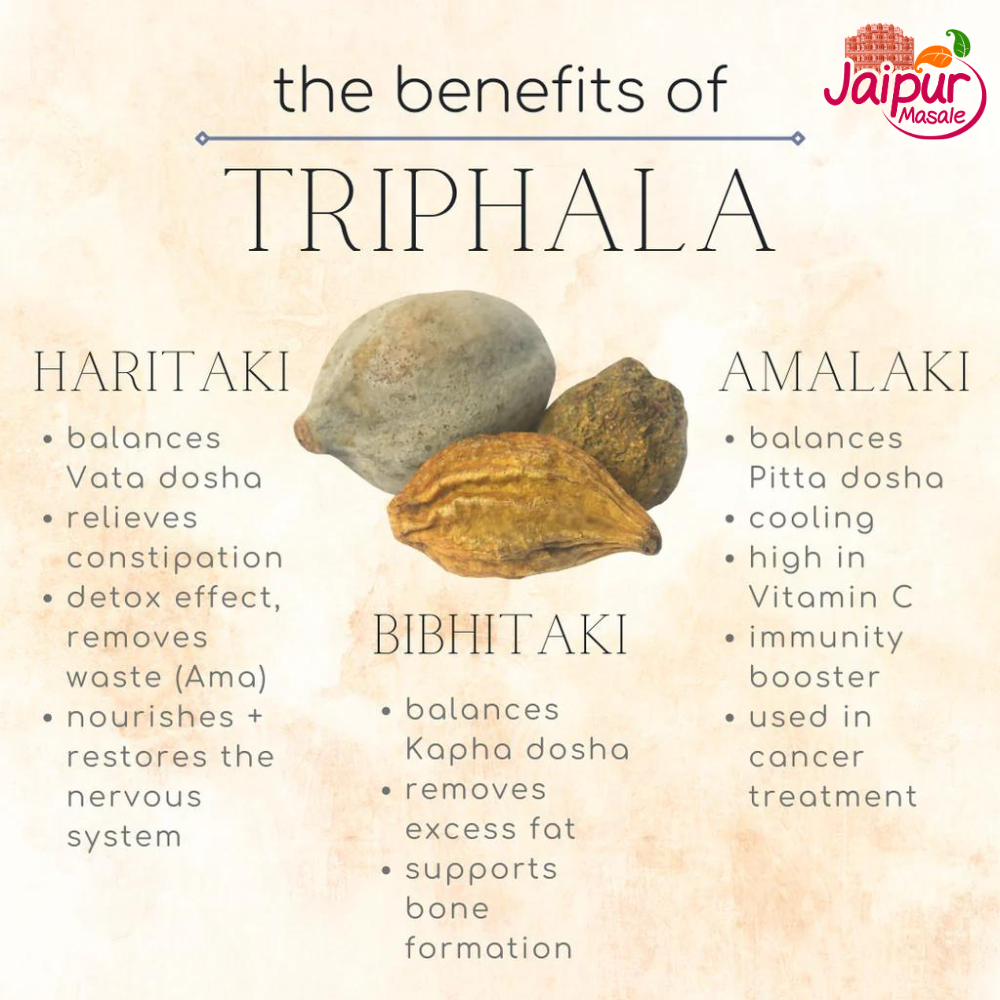 the benefits of
TRIPHALA
Jaipur
Masale
HARITAKI
• balances
Vata dosha
• relieves
constipation
• detox effect,
removes
waste (Ama)
• nourishes +
restores the
nervous
system
BIBHITAKI
• balances
Kapha dosha
• removes
excess fat
• supports
bone
formation
AMALAKI
• balances
Pitta dosha
• cooling
• high in
Vitamin C
• immunity
booster
• used in
cancer
treatment